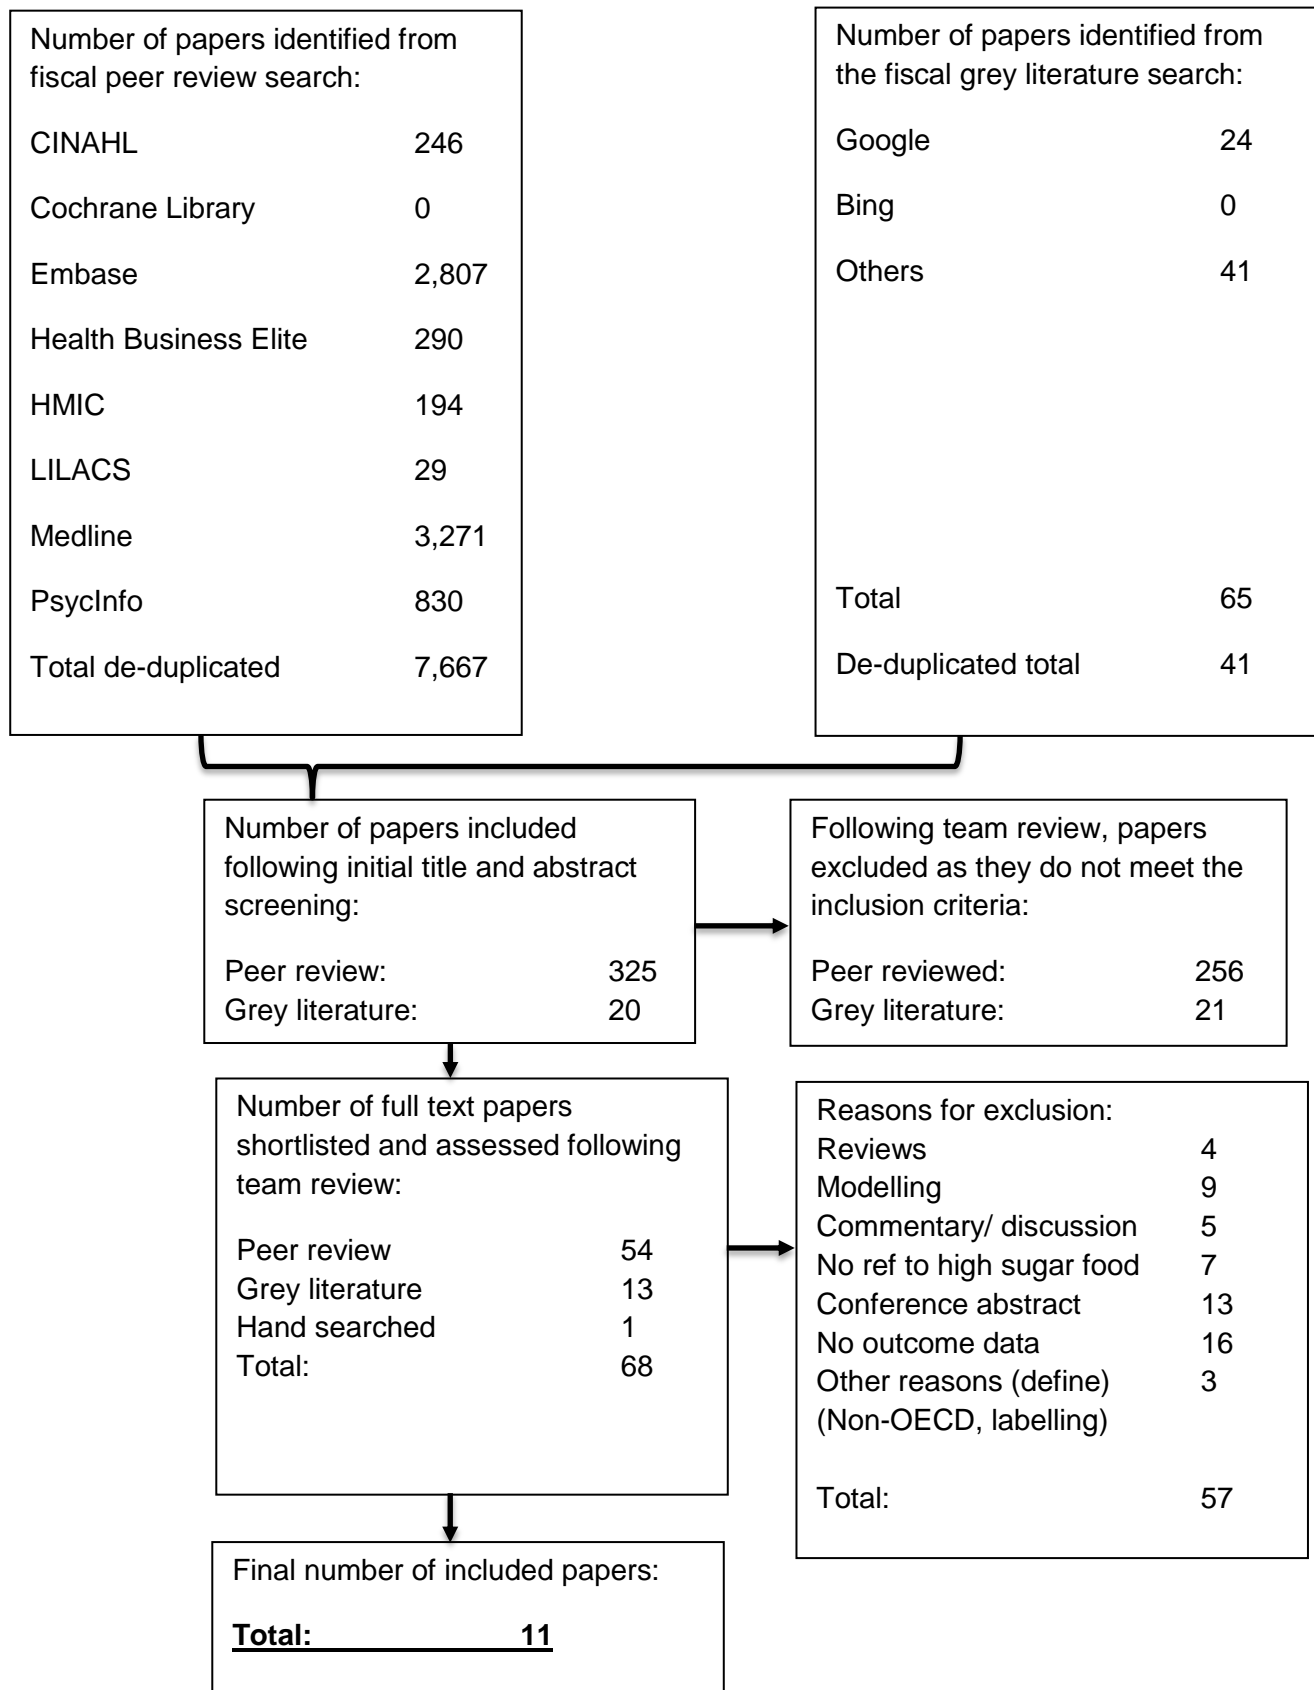 Number of papers identified from
fiscal peer review search:
CINAHL 246
Cochrane Library 0
Embase 2,807
Health Business Elite 290
HMIC 194
LILACS 29
Medline 3,271
PsycInfo 830
Total de-duplicated 7,667
Number of papers identified from
the fiscal grey literature search:
Google 24
Bing 0
Others 41
Total 65
De-duplicated total 41
Number of papers included
following initial title and abstract
screening:
Peer review: 325
Grey literature: 20
Following team review, papers
excluded as they do not meet the
inclusion criteria:
Peer reviewed: 256
Grey literature: 21
Number of full text papers
shortlisted and assessed following
team review:
Peer review 54
Grey literature 13
Hand searched 1
Total: 68
Reasons for exclusion:
Reviews 4
Modelling 9
Commentary/ discussion 5
No ref to high sugar food 7
Conference abstract 13
No outcome data 16
Other reasons (define) 3
(Non-OECD, labelling)
Total: 57
Final number of included papers:
Total: 11